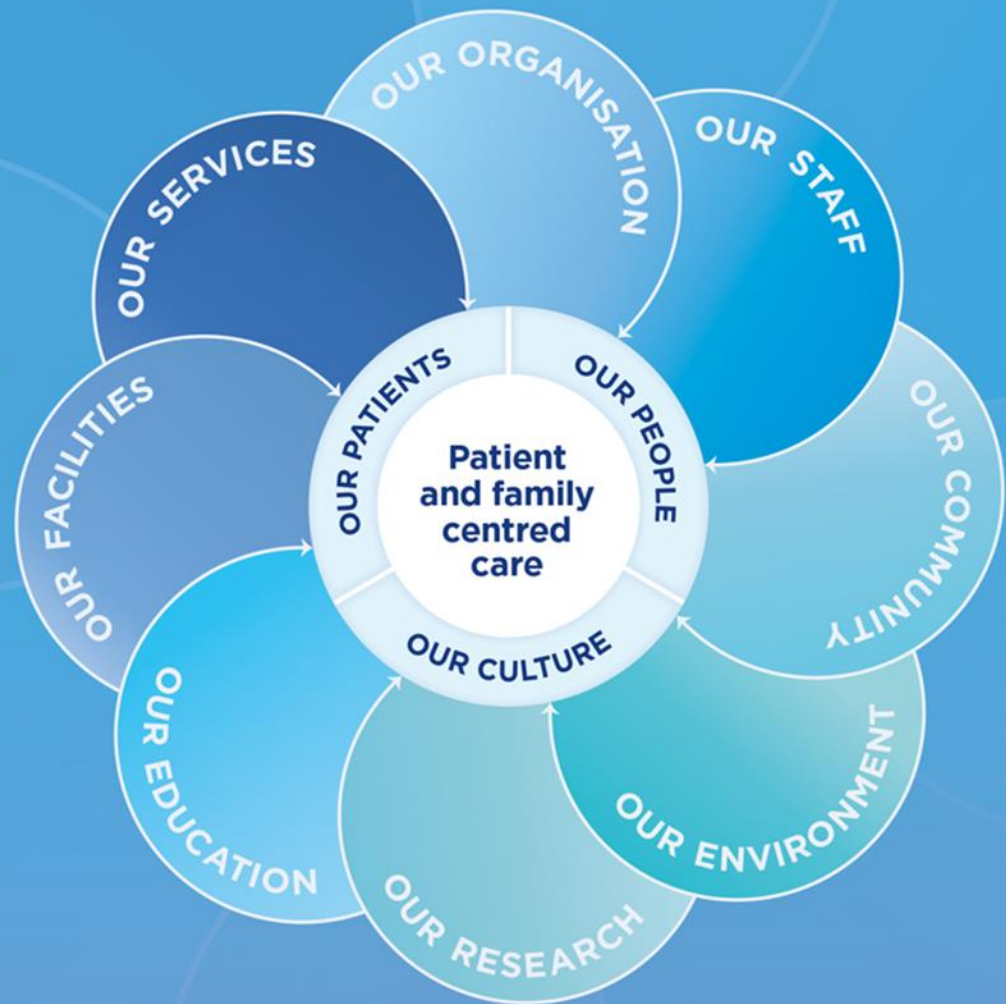 OUR ORGANISATION
OUR STAFF
OUR COMMUNITY
OUR ENVIRONMENT
OUR RESEARCH
OUR EDUCATION
OUR FACILITIES
OUR SERVICES
OUR PATIENTS
OUR PEOPLE
OUR CULTURE
Patient
and family
centred
care